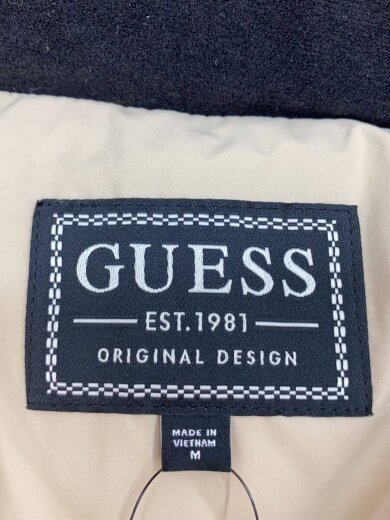 GUESS
EST.1981
ORIGINAL DESIGN
MADE IN
VIETNAM
M